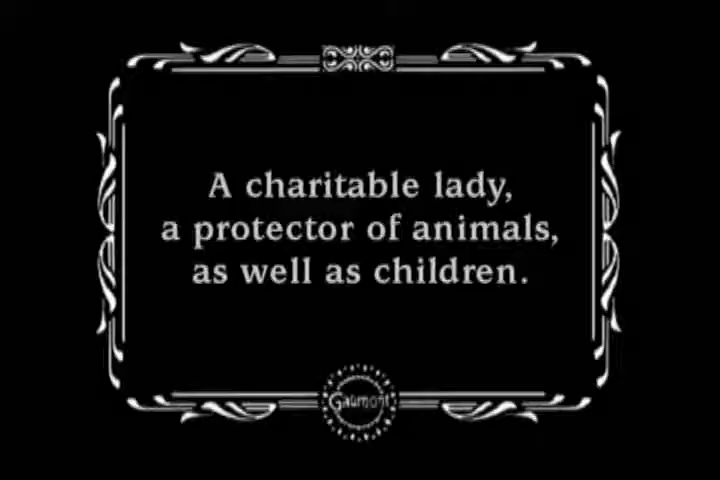 A charitable lady,
a protector of animals,
as well as children.
Gaumont